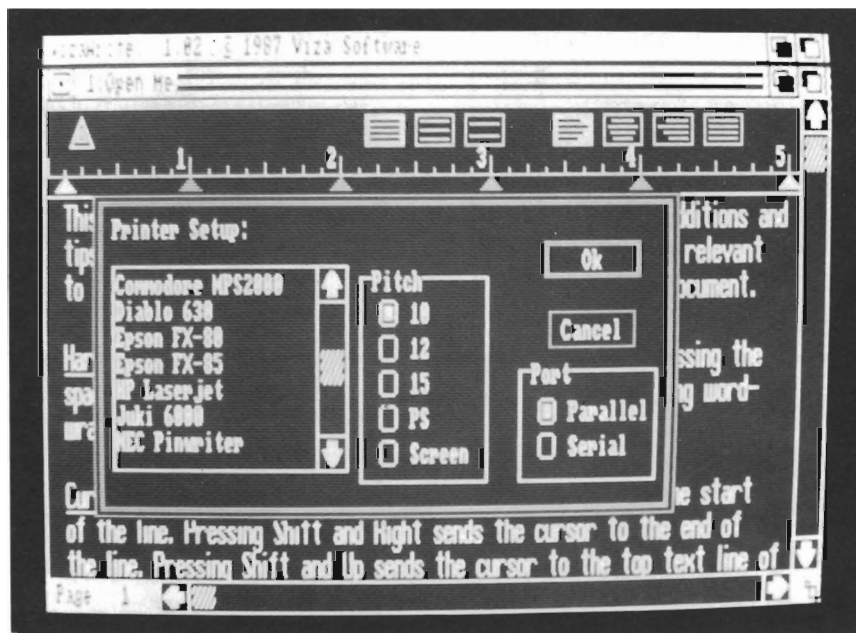 VizaWrite 1.02 © 1987 Viza Software
1:Open Me
1 2 3 4 5
This
ditions and
tips
relevant
to
ocument.
Printer Setup:
Commodore MPS2000
Diablo 630
Epson FX-80
Epson FX-85
HP Laserjet
Juki 6000
NEC Pinwriter
Pitch
10
12
15
PS
Screen
Ok
Cancel
Port
Parallel
Serial
Har
ssing the
spa
ng word-
wra
Cur
e start
of the line. Pressing Shift and Right sends the cursor to the end of
the line. Pressing Shift and Up sends the cursor to the top text line of
Page 1